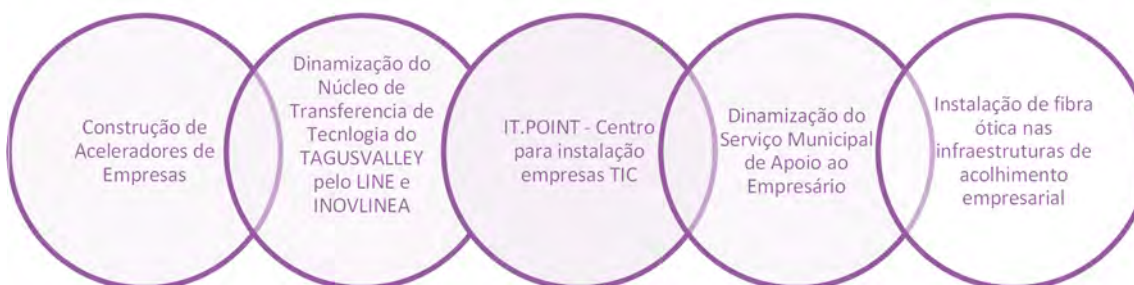 Construção de
Aceleradores de
Empresas
Dinamização do
Núcleo de
Transferencia de
Tecnlogia do
TAGUSVALLEY
pelo LINE e
INOVLINEA
IT.POINT - Centro
para instalação
empresas TIC
Dinamização do
Serviço Municipal
de Apoio ao
Empresário
Instalação de fibra
ótica nas
infraestruturas de
acolhimento
empresarial